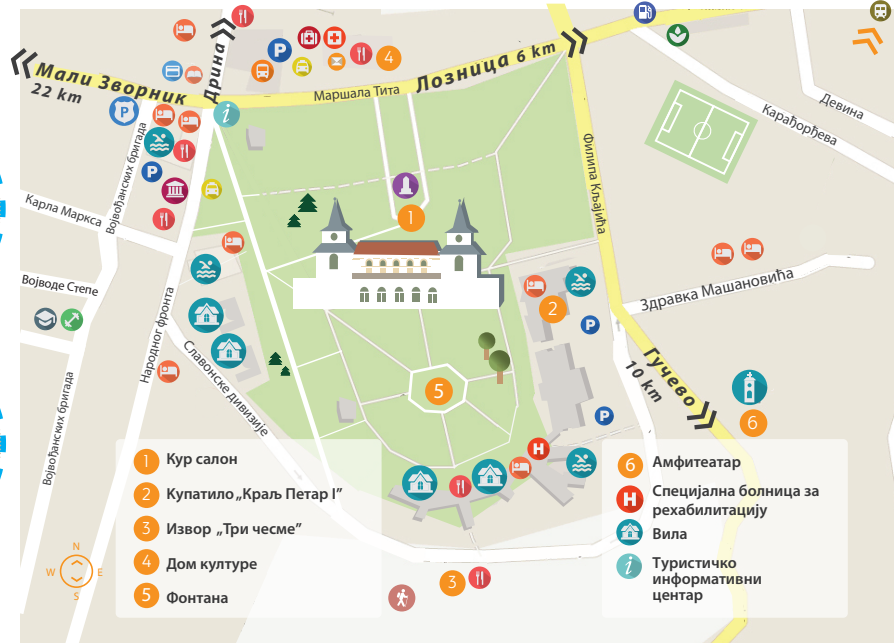 Мали Зворник
22 km
Дрина
Маршала Тита
Лозница 6 km
Девина
Карађорђева
P
P
i
P
Војвођанских бригада
Карла Маркса
Филипа Кљајића
1
Војводе Степе
Здравка Машановића
2
P
Народног фронта
Славонске дивизије
Гучево
10 km
5
P
6
Војвођанских бригада
H
4
3
1 Кур салон
2 Купатило „Краљ Петар I”
3 Извор „Три чесме”
4 Дом културе
5 Фонтана
6 Амфитеатар
H Специјална болница за
рехабилитацију
Вила
i Туристичко
информативни
центар
N
W E
S